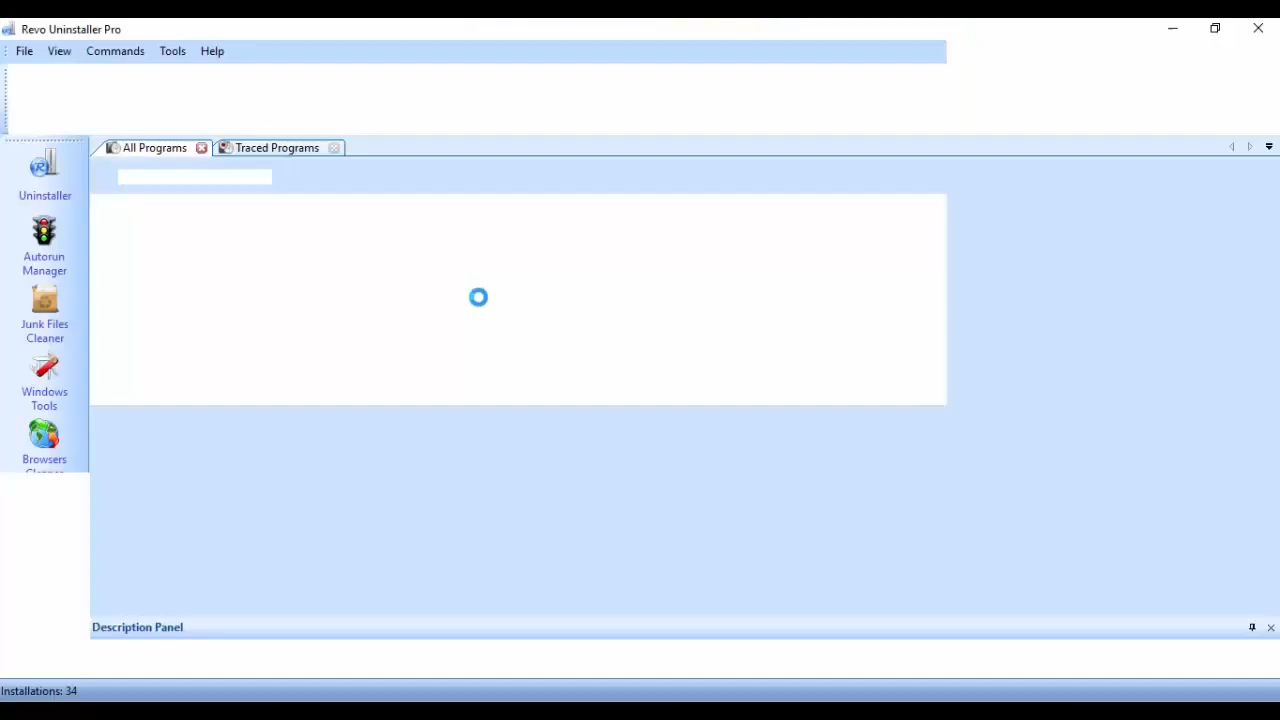 Revo Uninstaller Pro
File View Commands Tools Help
All Programs Traced Programs
Uninstaller
Autorun
Manager
Junk Files
Cleaner
Windows
Tools
Browsers
Description Panel
Installations: 34